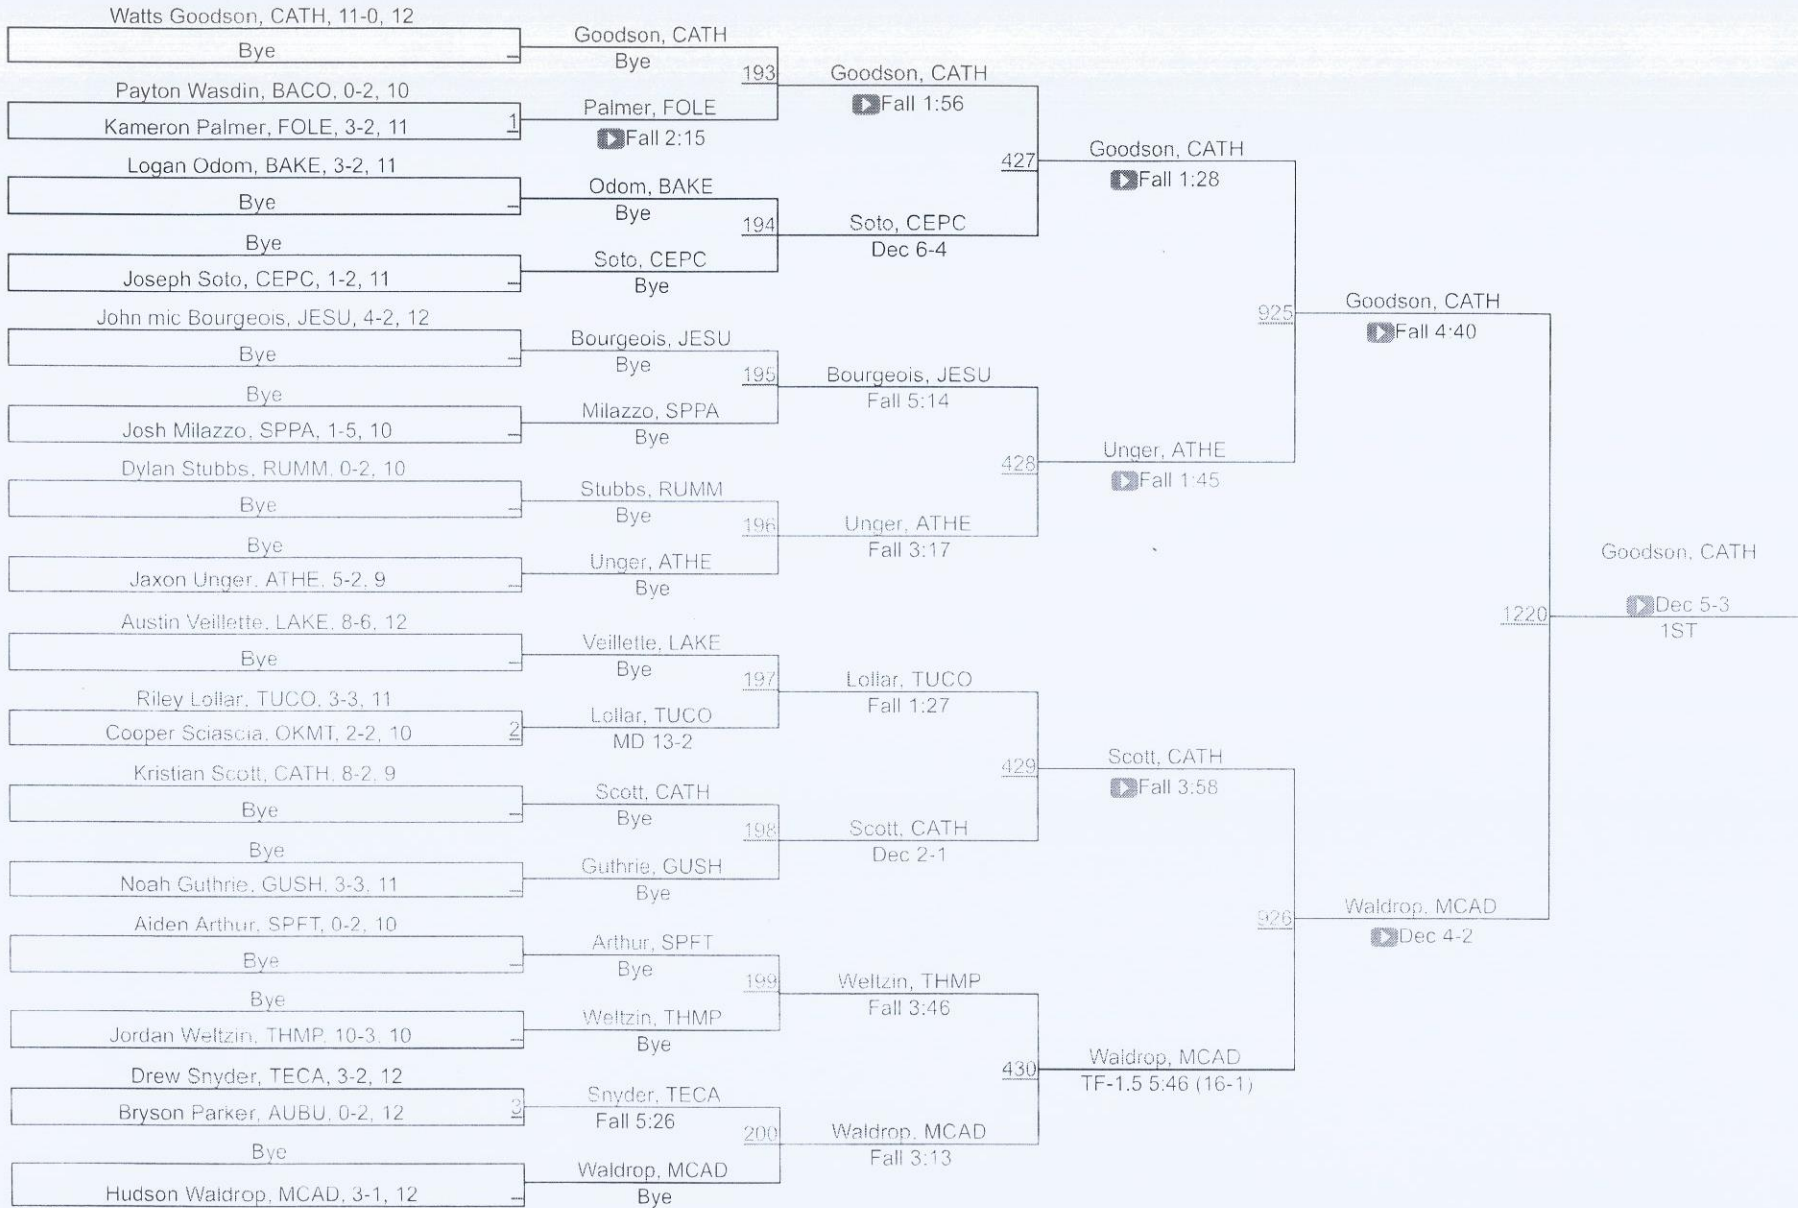 Watts Goodson, CATH, 11-0, 12
Bye
Payton Wasdin, BACO, 0-2, 10
Kameron Palmer, FOLE, 3-2, 11
1
Logan Odom, BAKE, 3-2, 11
Bye
Bye
Joseph Soto, CEPC, 1-2, 11
John mic Bourgeois, JESU, 4-2, 12
Bye
Bye
Josh Milazzo, SPPA, 1-5, 10
Dylan Stubbs, RUMM, 0-2, 10
Bye
Bye
Jaxon Unger, ATHE, 5-2, 9
Austin Veillette, LAKE, 8-6, 12
Bye
Riley Lollar, TUCO, 3-3, 11
Cooper Sciascia, OKMT, 2-2, 10
2
Kristian Scott, CATH, 8-2, 9
Bye
Bye
Noah Guthrie, GUSH, 3-3, 11
Aiden Arthur, SPFT, 0-2, 10
Bye
Bye
Jordan Weltzin, THMP, 10-3, 10
Drew Snyder, TECA, 3-2, 12
Bryson Parker, AUBU, 0-2, 12
3
Bye
Hudson Waldrop, MCAD, 3-1, 12
Goodson, CATH
Bye
193
Palmer, FOLE
Fall 2:15
Odom, BAKE
Bye
194
Soto, CEPC
Bye
Bourgeois, JESU
Bye
195
Milazzo, SPPA
Bye
Stubbs, RUMM
Bye
196
Unger, ATHE
Bye
Veillette, LAKE
Bye
197
Lollar, TUCO
MD 13-2
Scott, CATH
Bye
198
Guthrie, GUSH
Bye
Arthur, SPFT
Bye
199
Weltzin, THMP
Bye
Snyder, TECA
Fall 5:26
200
Waldrop, MCAD
Bye
Goodson, CATH
Fall 1:56
427
Soto, CEPC
Dec 6-4
Bourgeois, JESU
Fall 5:14
428
Unger, ATHE
Fall 3:17
Lollar, TUCO
Fall 1:27
429
Scott, CATH
Dec 2-1
Weltzin, THMP
Fall 3:46
430
Waldrop, MCAD
Fall 3:13
Goodson, CATH
Fall 1:28
925
Unger, ATHE
Fall 1:45
Scott, CATH
Fall 3:58
926
Waldrop, MCAD
TF-1.5 5:46 (16-1)
Goodson, CATH
Fall 4:40
1220
Waldrop, MCAD
Dec 4-2
Goodson, CATH
Dec 5-3
1ST